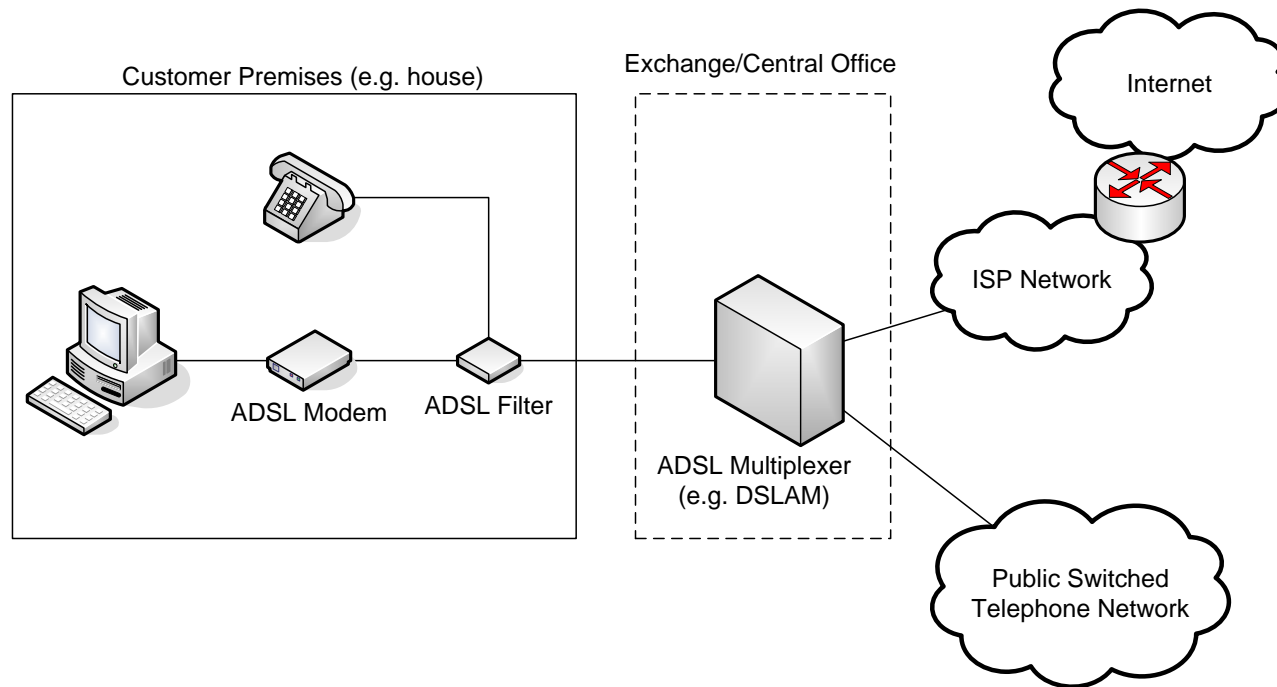 Customer Premises (e.g. house)
Exchange/Central Office
Internet
ISP Network
ADSL Modem
ADSL Filter
ADSL Multiplexer
(e.g. DSLAM)
Public Switched
Telephone Network